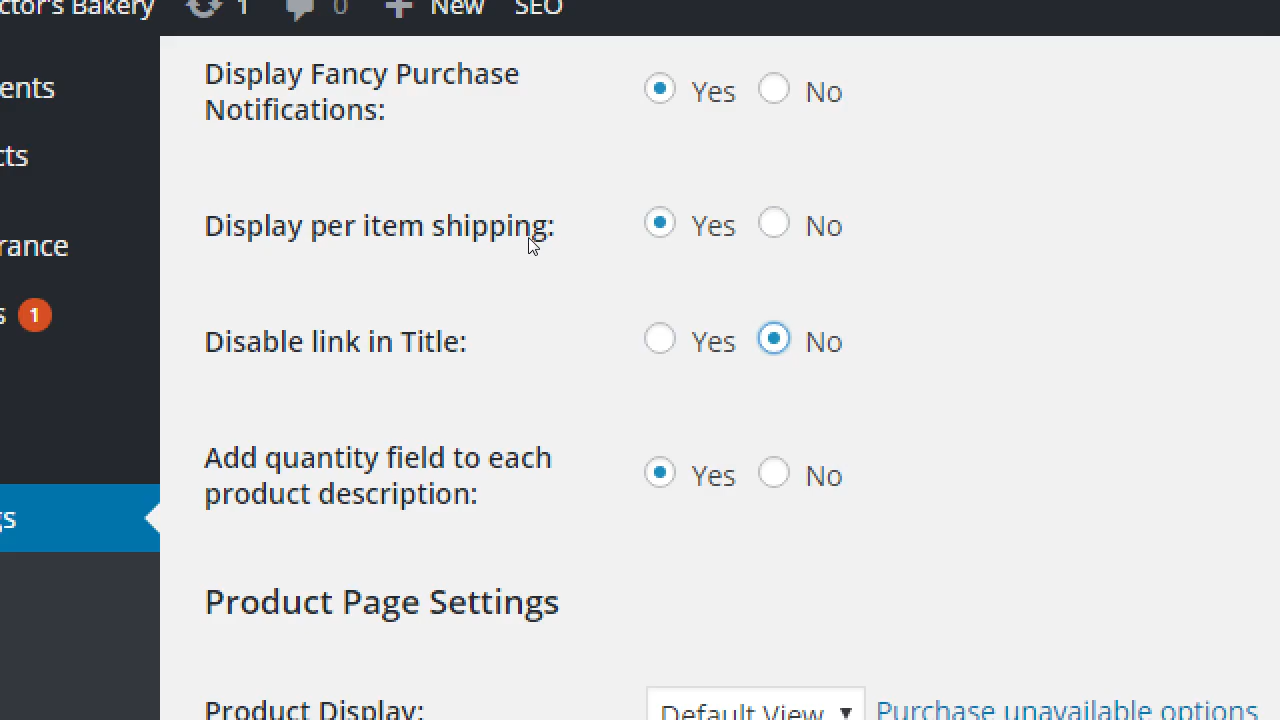 ctor's Bakery 1 0 New SEO
ents
cts
rance
s 1
gs
Display Fancy Purchase
Notifications:
Yes No
Display per item shipping:
Yes No
Disable link in Title:
Yes No
Add quantity field to each
product description:
Yes No
Product Page Settings
Product Display:
Default View
Purchase unavailable options